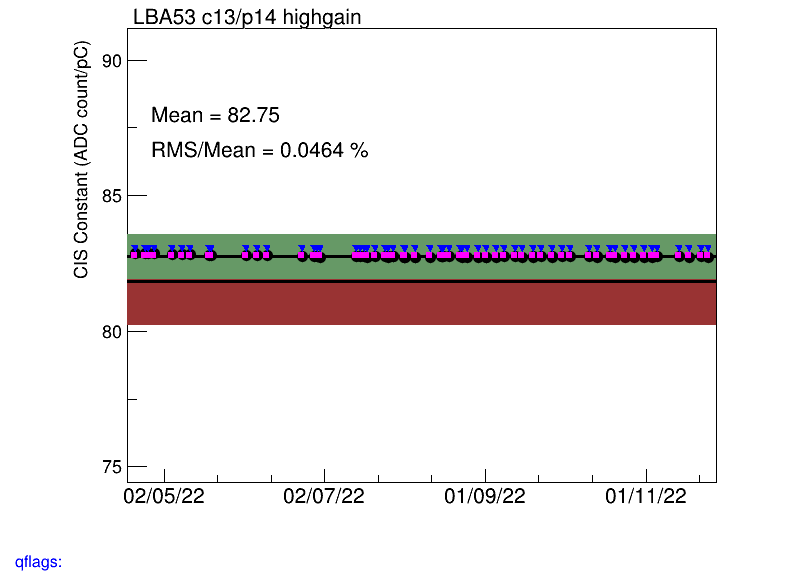 LBA53 c13/p14 highgain
CIS Constant (ADC count/pC)
90
Mean = 82.75
RMS/Mean = 0.0464 %
85
80
75
02/05/22 02/07/22 01/09/22 01/11/22
qflags: